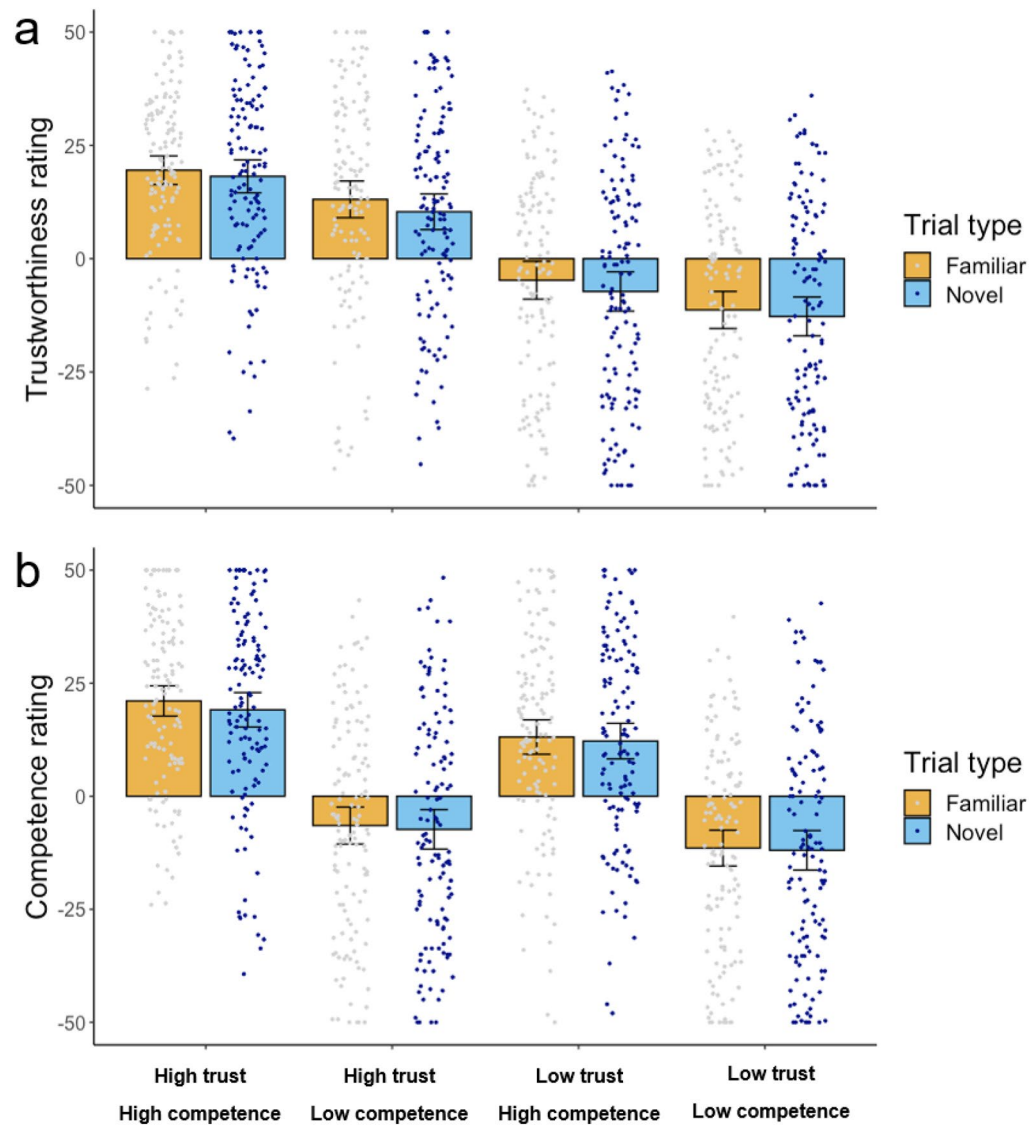 a
Trustworthiness rating
50
25
0
-25
-50
Trial type
Familiar
Novel
b
Competence rating
50
25
0
-25
-50
Trial type
Familiar
Novel
High trust High trust Low trust Low trust
High competence Low competence High competence Low competence